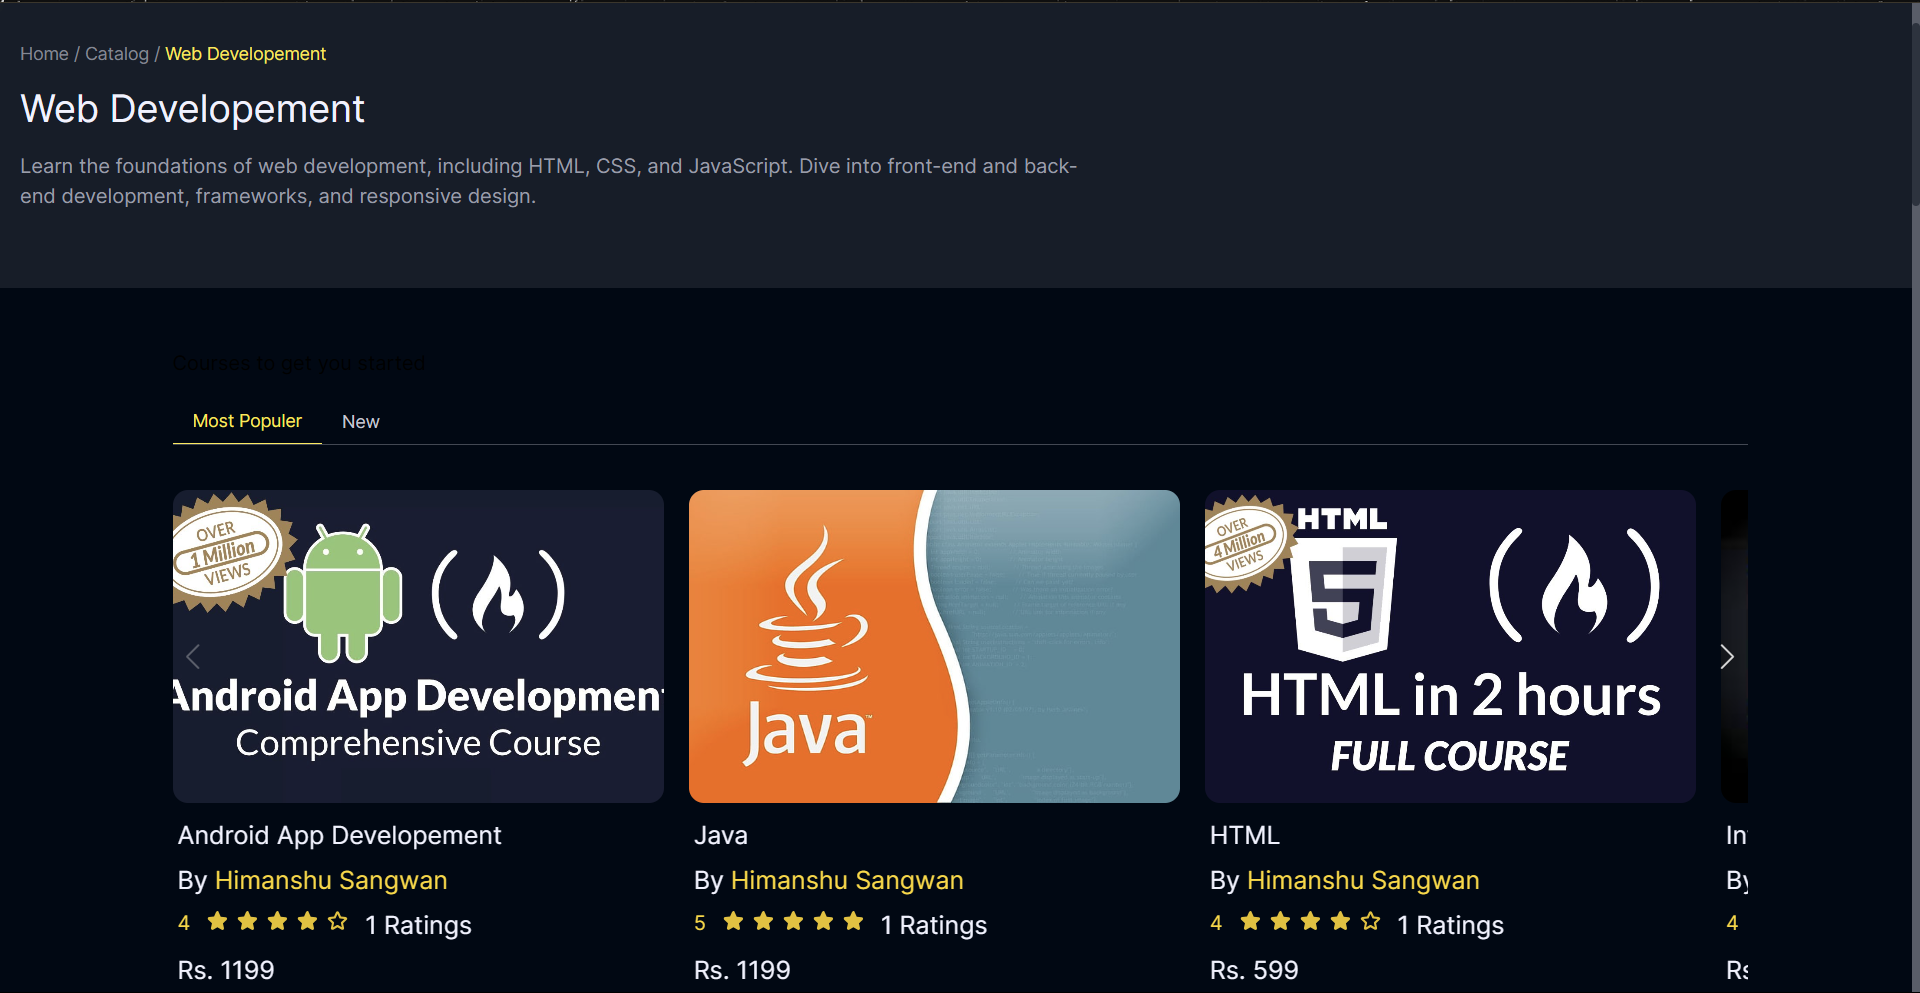 Home / Catalog / Web Developement
Web Developement
Learn the foundations of web development, including HTML, CSS, and JavaScript. Dive into front-end and back-
end development, frameworks, and responsive design.
Courses to get you started
Most Populer New
OVER
1 Million
VIEWS
Android App Development
Comprehensive Course
Java™
OVER
4 Million
VIEWS
HTML
5
HTML in 2 hours
FULL COURSE
Android App Developement
By Himanshu Sangwan
4 1 Ratings
Rs. 1199
Java
By Himanshu Sangwan
5 1 Ratings
Rs. 1199
HTML
By Himanshu Sangwan
4 1 Ratings
Rs. 599
In
By
4
Rs